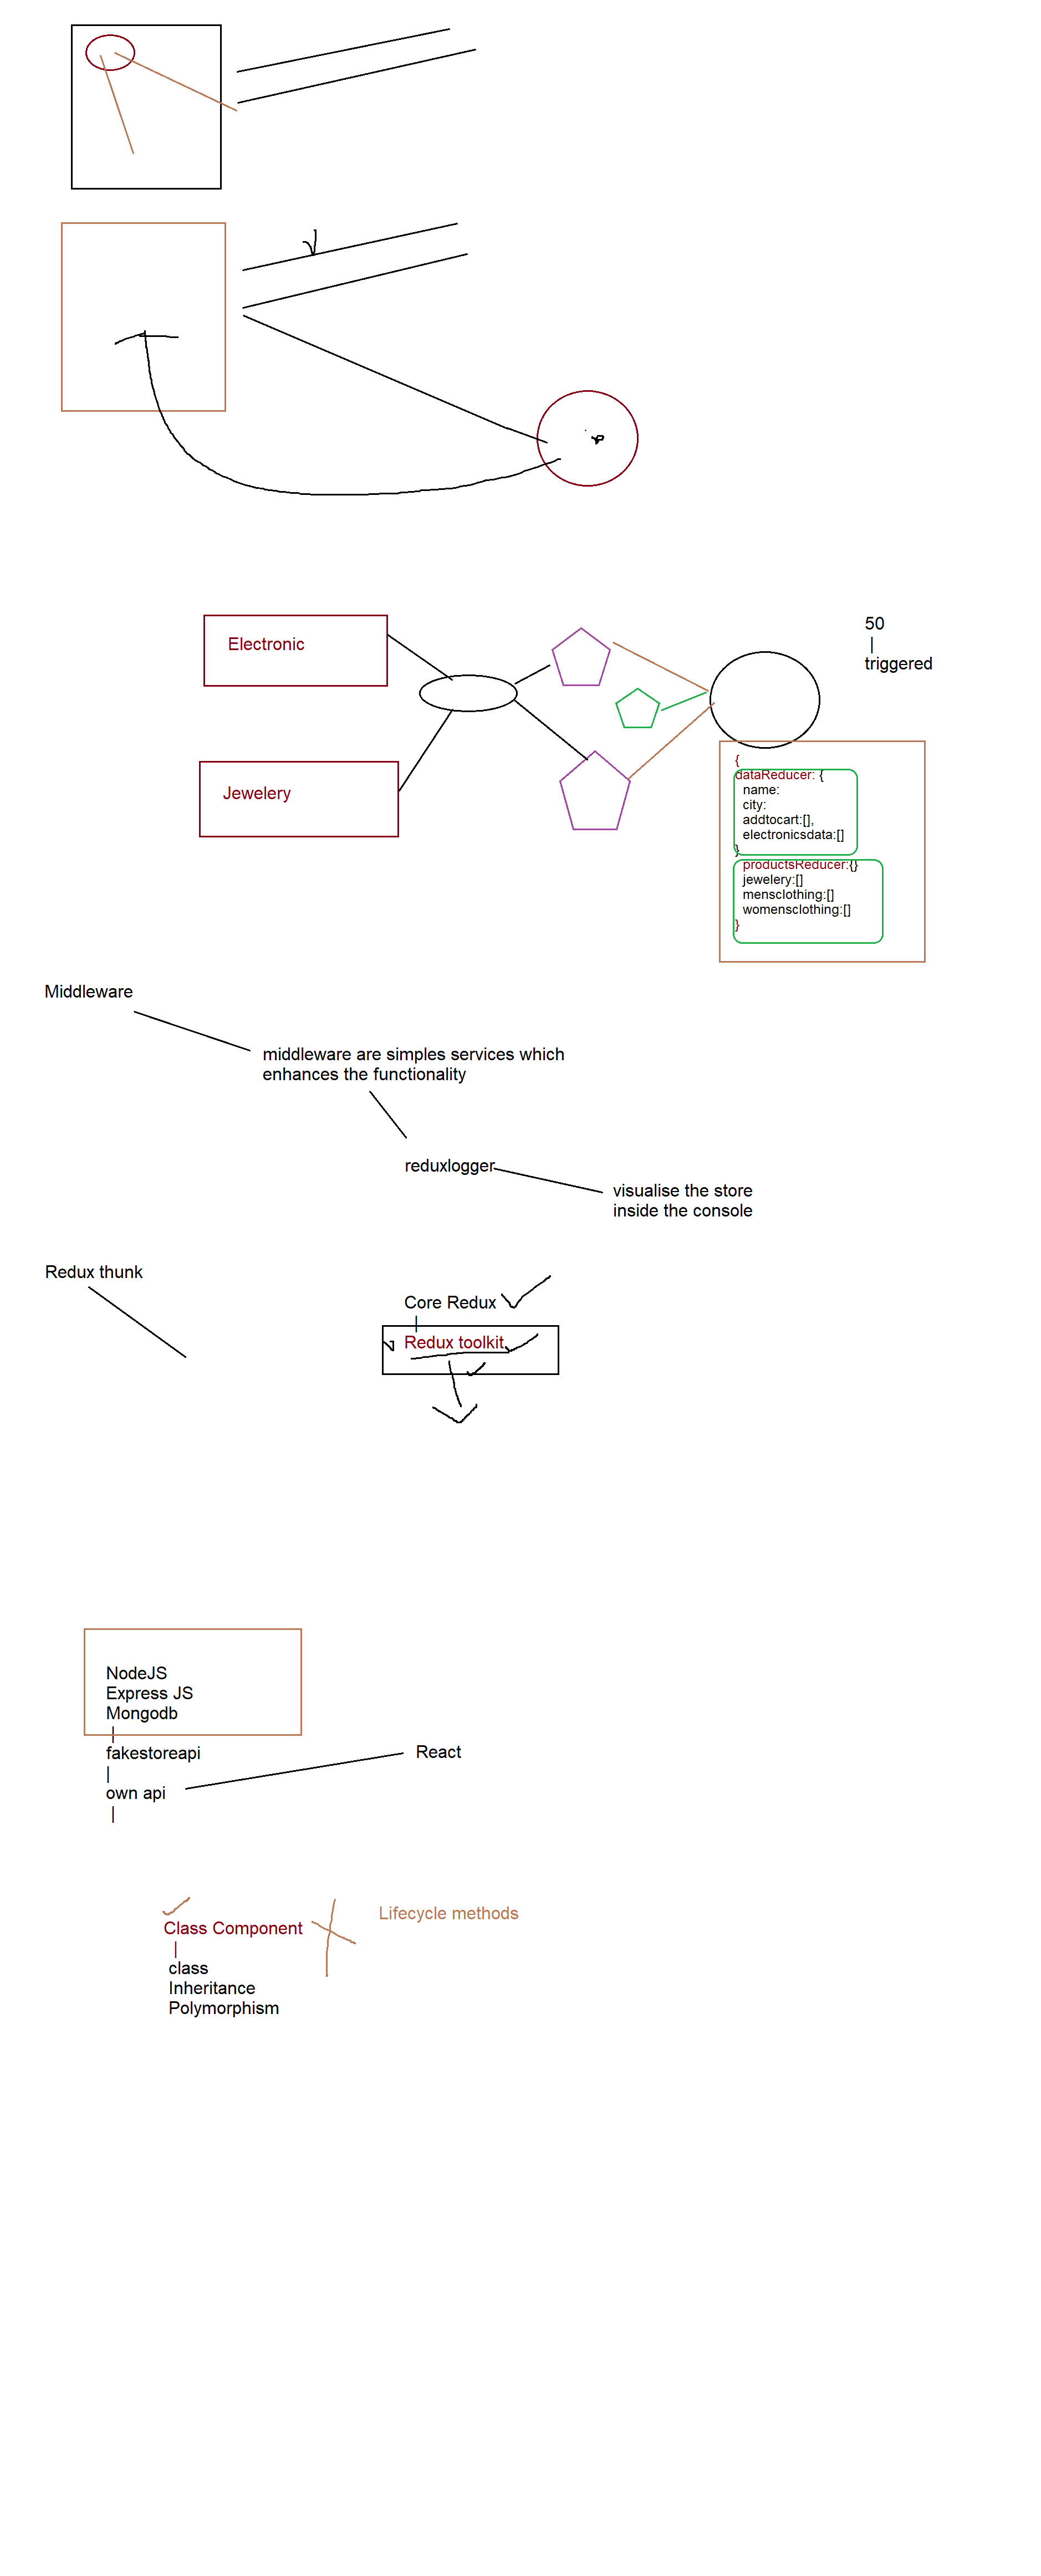 Electronic
50
|
triggered
Jewelery
{
dataReducer: {
name:
city:
addtocart:[],
electronicsdata:[]
}
productsReducer:{}
jewelery:[]
mensclothing:[]
womensclothing:[]
}
Middleware
middleware are simples services which
enhances the functionality
reduxlogger
visualise the store
inside the console
Redux thunk
Core Redux
|
Redux toolkit
NodeJS
Express JS
Mongodb
|
fakestoreapi
|
own api
|
React
Lifecycle methods
Class Component
|
class
Inheritance
Polymorphism